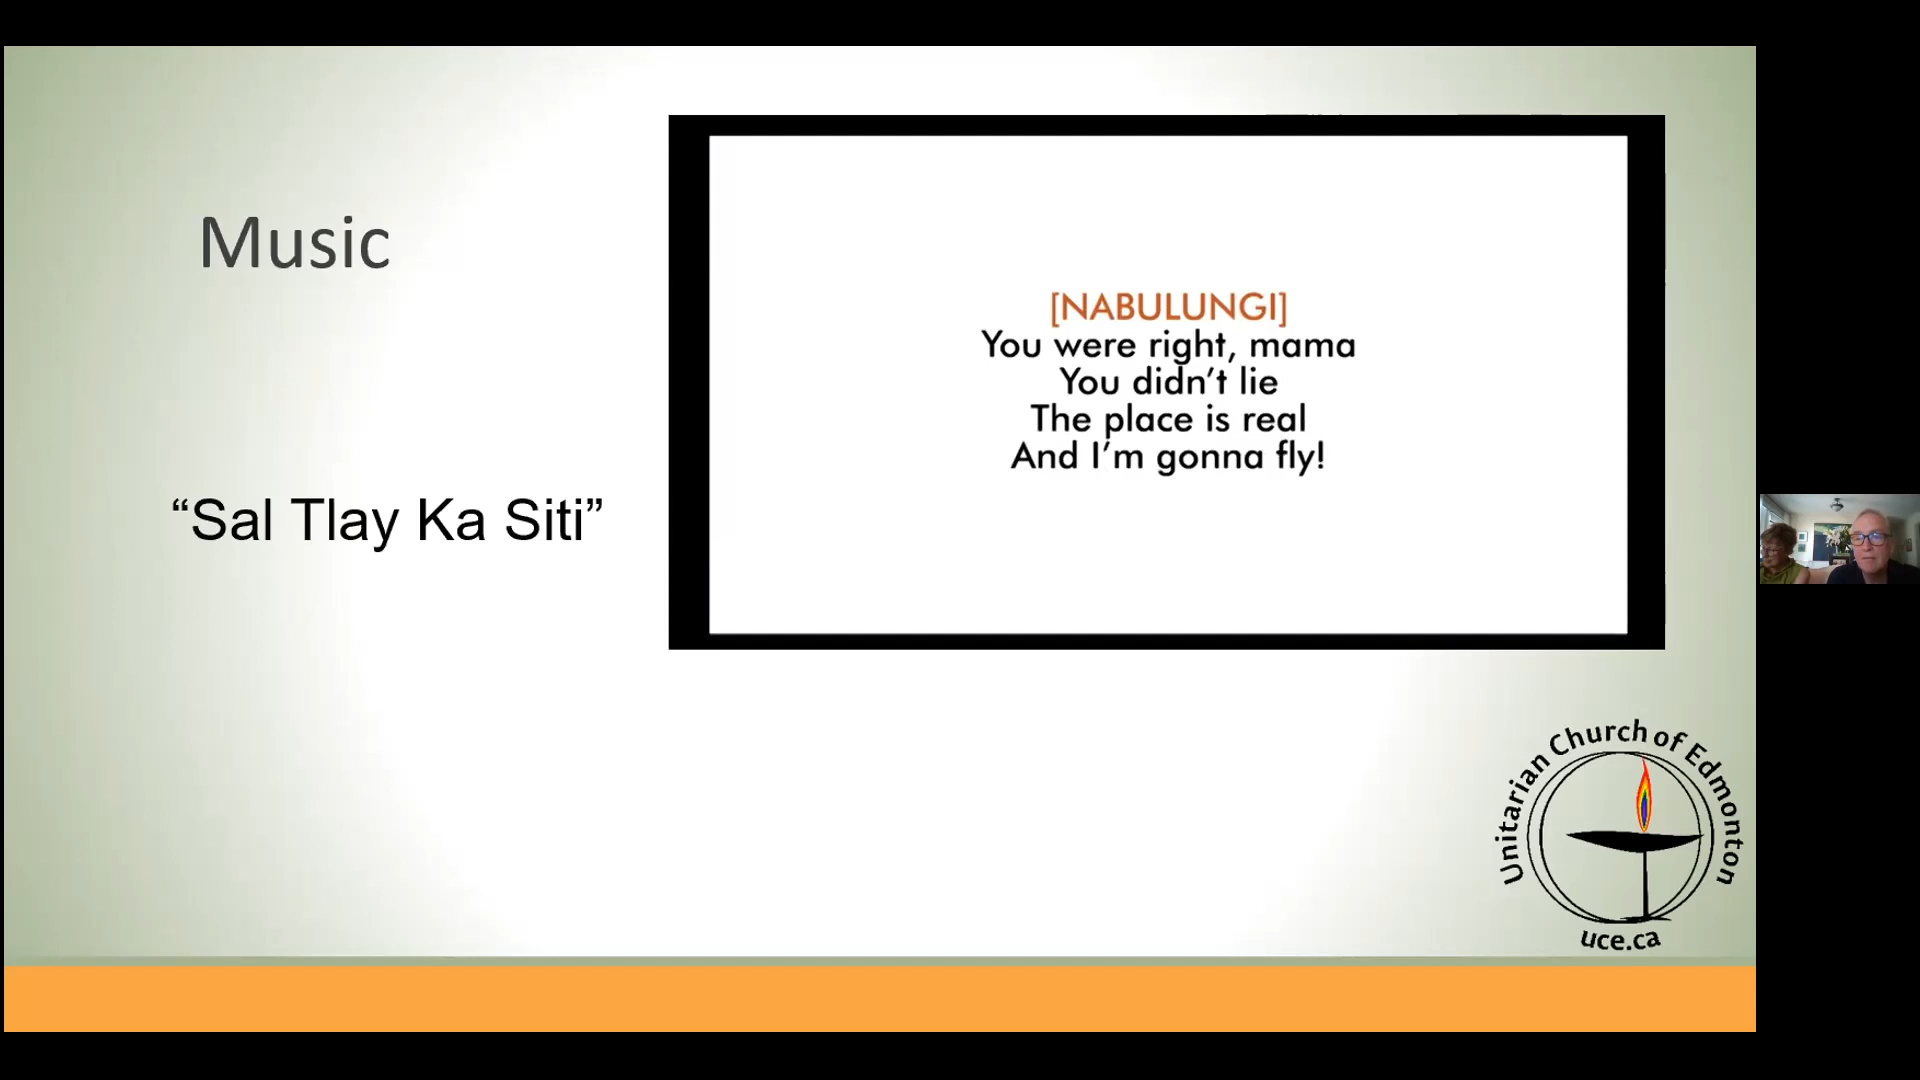 Music
“Sal Tlay Ka Siti”
[NABULUNGI]
You were right, mama
You didn’t lie
The place is real
And I’m gonna fly!
Unitarian Church of Edmonton
uce.ca